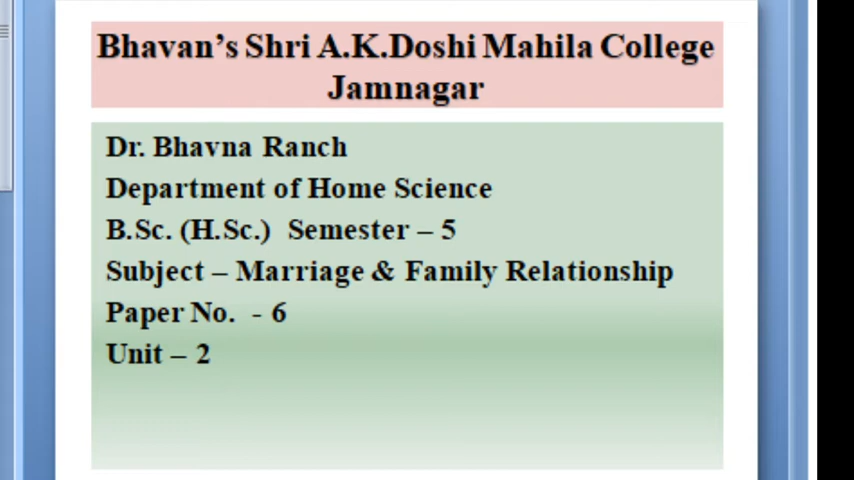 Bhavan’s Shri A.K.Doshi Mahila College
Jamnagar
Dr. Bhavna Ranch
Department of Home Science
B.Sc. (H.Sc.) Semester – 5
Subject – Marriage & Family Relationship
Paper No. - 6
Unit – 2